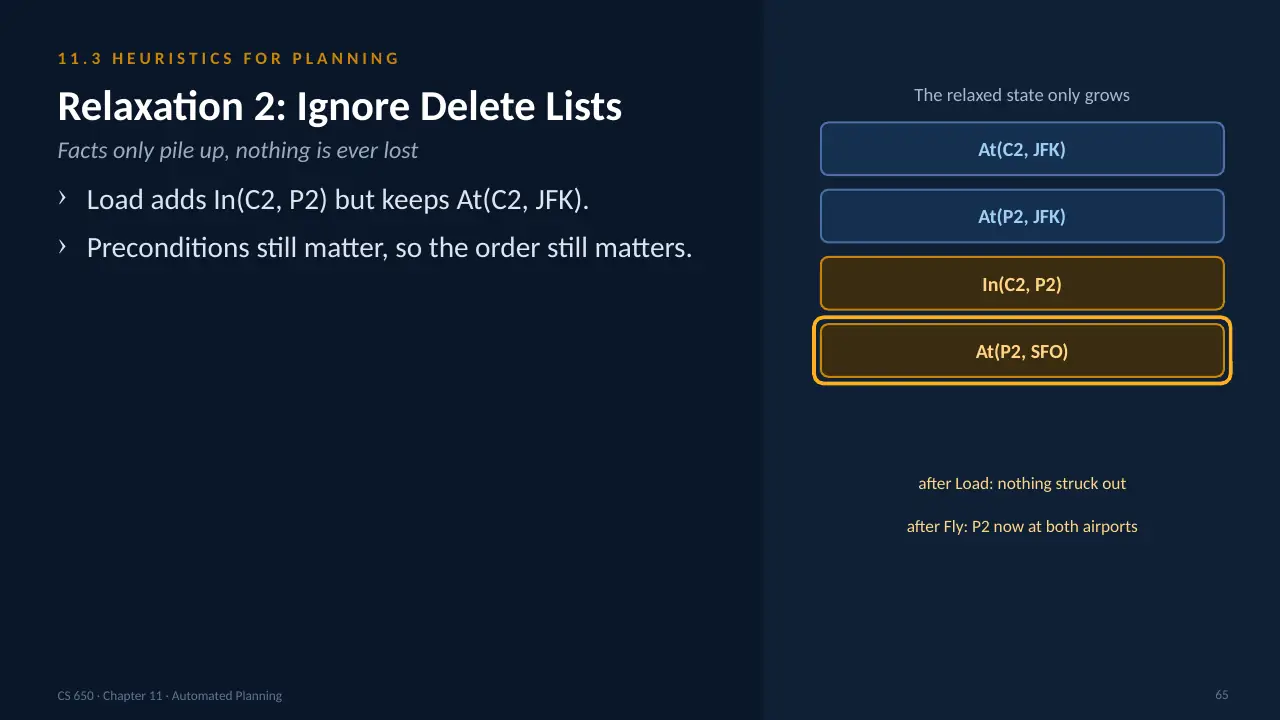 11.3 HEURISTICS FOR PLANNING
Relaxation 2: Ignore Delete Lists
Facts only pile up, nothing is ever lost
› Load adds In(C2, P2) but keeps At(C2, JFK).
› Preconditions still matter, so the order still matters.
The relaxed state only grows
At(C2, JFK)
At(P2, JFK)
In(C2, P2)
At(P2, SFO)
after Load: nothing struck out
after Fly: P2 now at both airports
CS 650 · Chapter 11 · Automated Planning
65